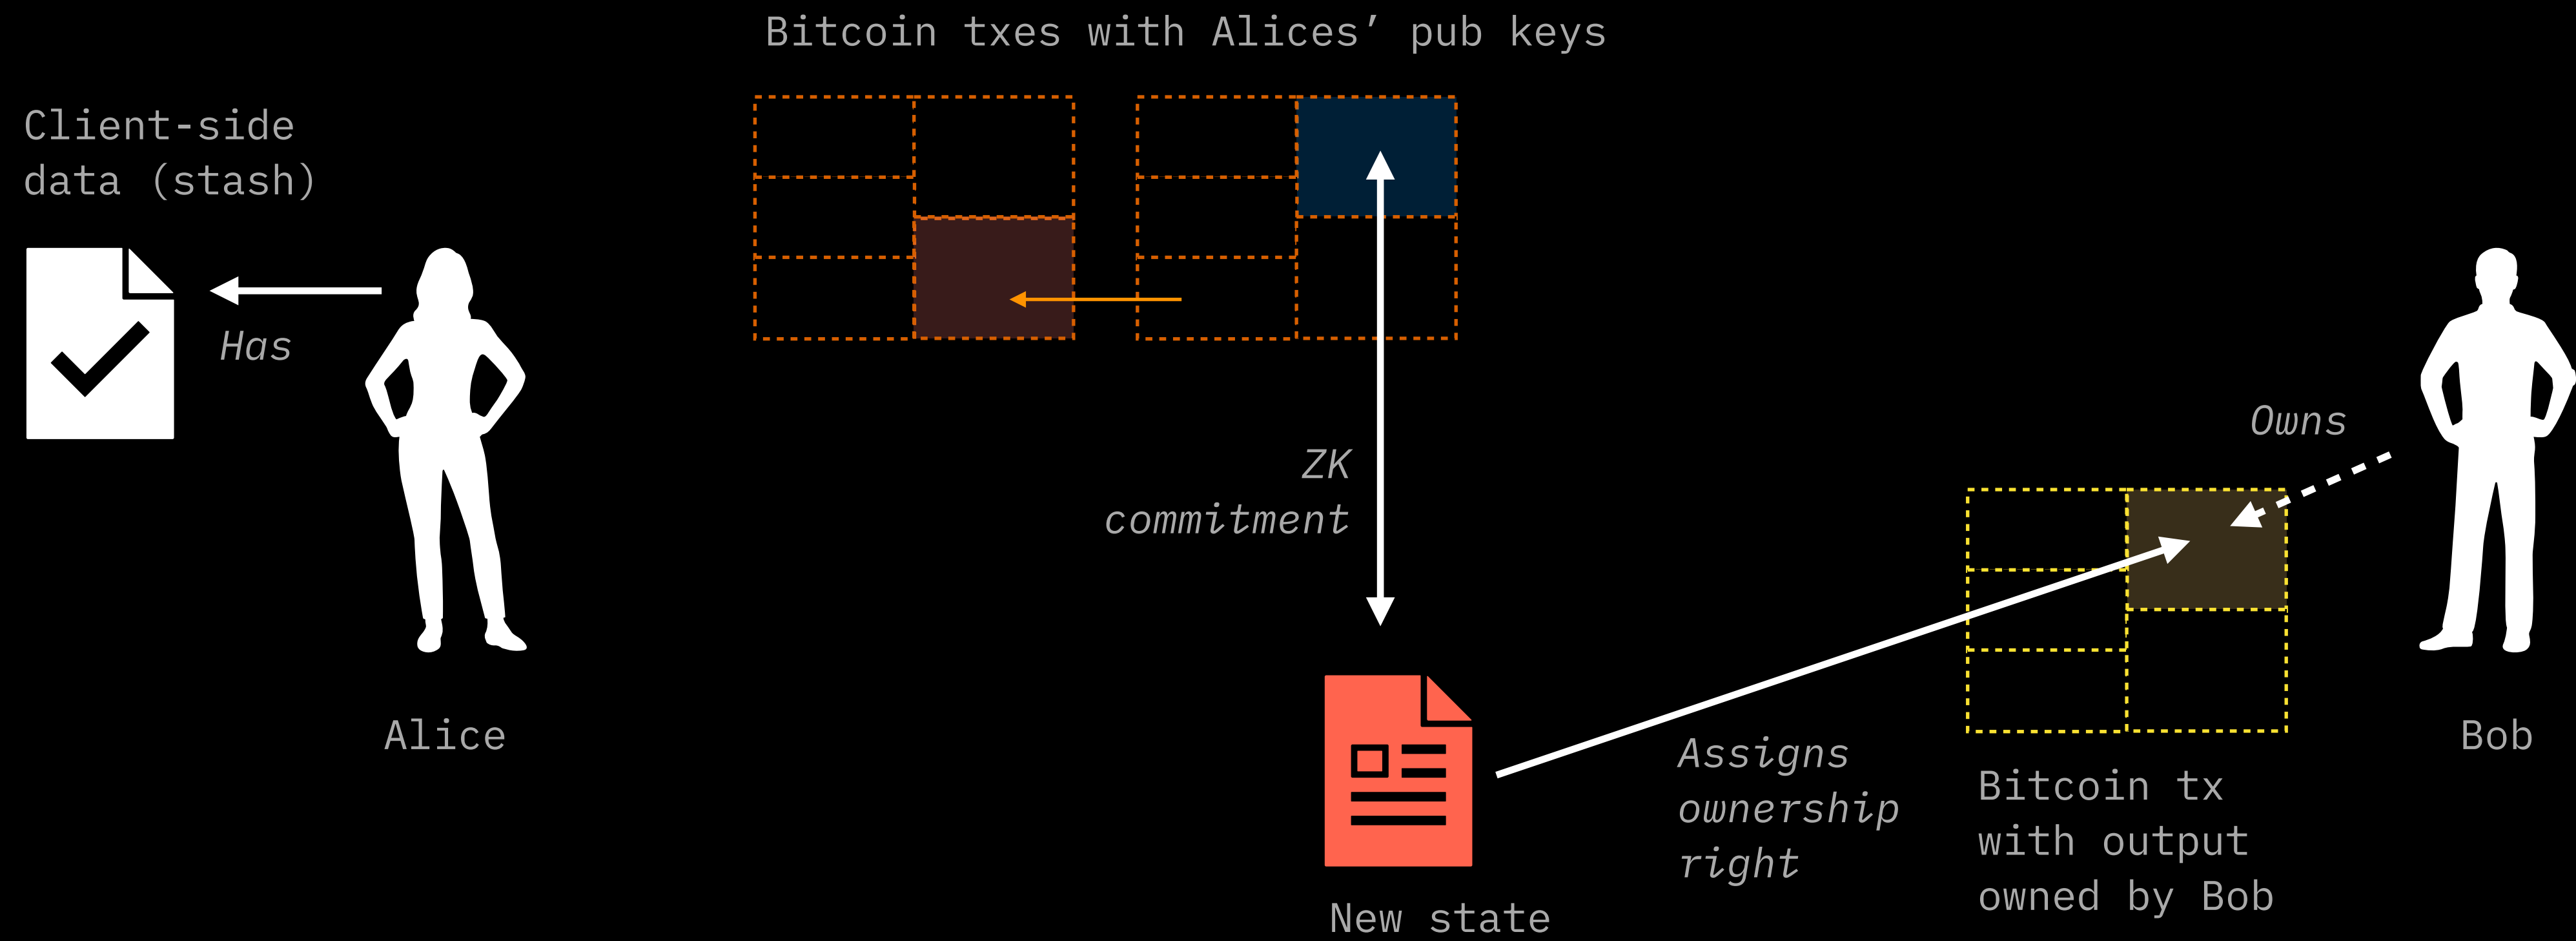 Bitcoin txes with Alices’ pub keys
Client-side
data (stash)
Has
Alice
ZK
commitment
New state
Assigns
ownership
right
Owns
Bitcoin tx
with output
owned by Bob
Bob